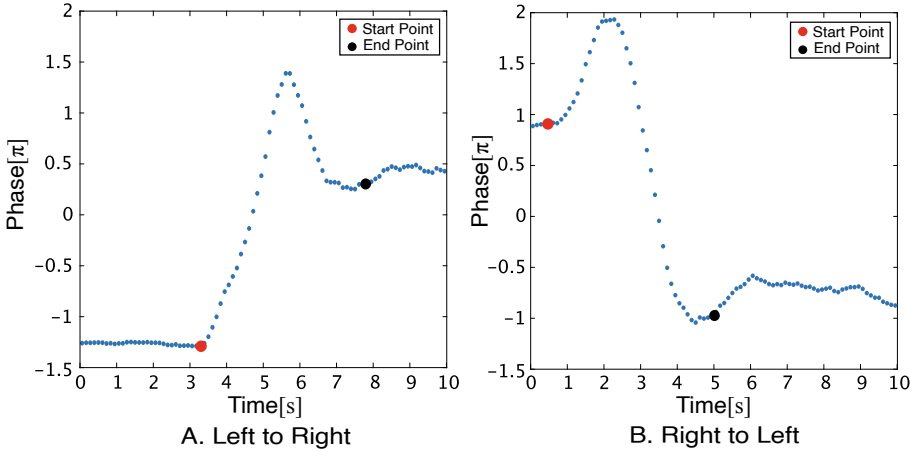 2
1.5
1
0.5
0
−0.5
−1
−1.5
0 1 2 3 4 5 6 7 8 9 10
Phase[π]
Time[s]
Start Point
End Point
A. Left to Right
2
1.5
1
0.5
0
−0.5
−1
−1.5
0 1 2 3 4 5 6 7 8 9 10
Phase[π]
Time[s]
Start Point
End Point
B. Right to Left